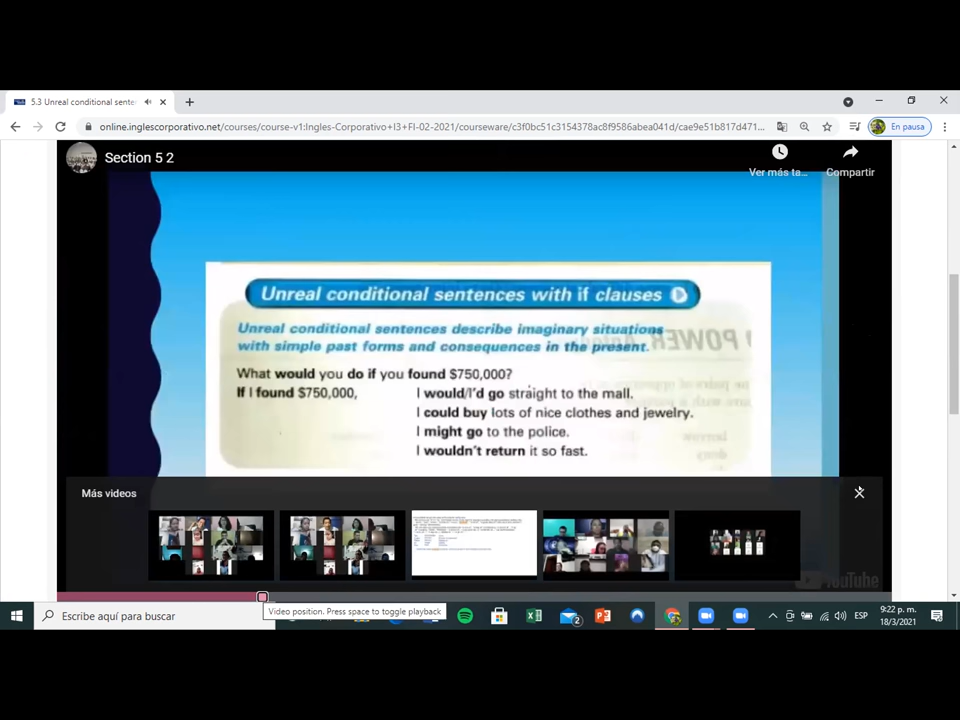 5.3 Unreal conditional sente
online.inglescorporativo.net/courses/course-v1:Ingles-Corporativo+I3+FI-02-2021/courseware/c3f0bc51c3154378ac8f9586abea041d/cae9e51b817d471...
En pausa
Section 5 2
Ver más ta...
Compartir
Unreal conditional sentences with if clauses
Unreal conditional sentences describe imaginary situations
with simple past forms and consequences in the present.
POWER
What would you do if you found $750,000?
If I found $750,000, I would/I'd go straight to the mall.
I could buy lots of nice clothes and jewelry.
I might go to the police.
I wouldn't return it so fast.
Más videos
YouTube
Video position. Press space to toggle playback
Escribe aquí para buscar
2
ESP
9:22 p. m.
18/3/2021